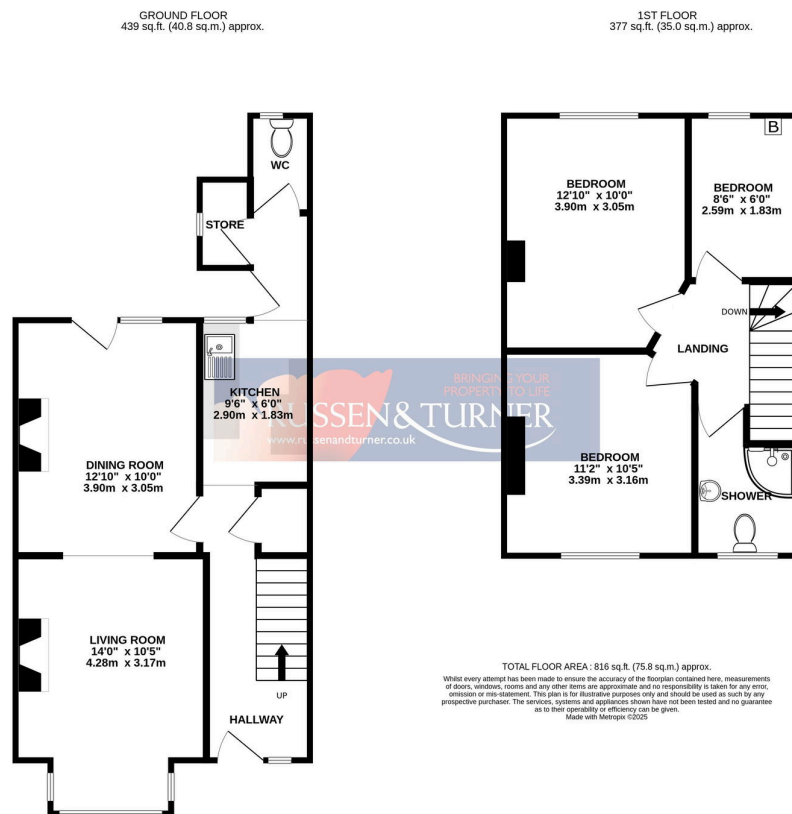 GROUND FLOOR
439 sq.ft. (40.8 sq.m.) approx.
1ST FLOOR
377 sq.ft. (35.0 sq.m.) approx.
WC
STORE
KITCHEN
9'6" x 6'0"
2.90m x 1.83m
DINING ROOM
12'10" x 10'0"
3.90m x 3.05m
LIVING ROOM
14'0" x 10'5"
4.28m x 3.17m
UP
HALLWAY
B
BEDROOM
12'10" x 10'0"
3.90m x 3.05m
BEDROOM
8'6" x 6'0"
2.59m x 1.83m
DOWN
LANDING
BEDROOM
11'2" x 10'5"
3.39m x 3.16m
SHOWER
BRINGING YOUR
PROPERTY TO LIFE
RUSSEN & TURNER
www.russenandturner.co.uk
TOTAL FLOOR AREA : 816 sq.ft. (75.8 sq.m.) approx.
Whilst every attempt has been made to ensure the accuracy of the floorplan contained here, measurements
of doors, windows, rooms and any other items are approximate and no responsibility is taken for any error,
omission or mis-statement. This plan is for illustrative purposes only and should be used as such by any
prospective purchaser. The services, systems and appliances shown have not been tested and no guarantee
as to their operability or efficiency can be given.
Made with Metropix ©2025